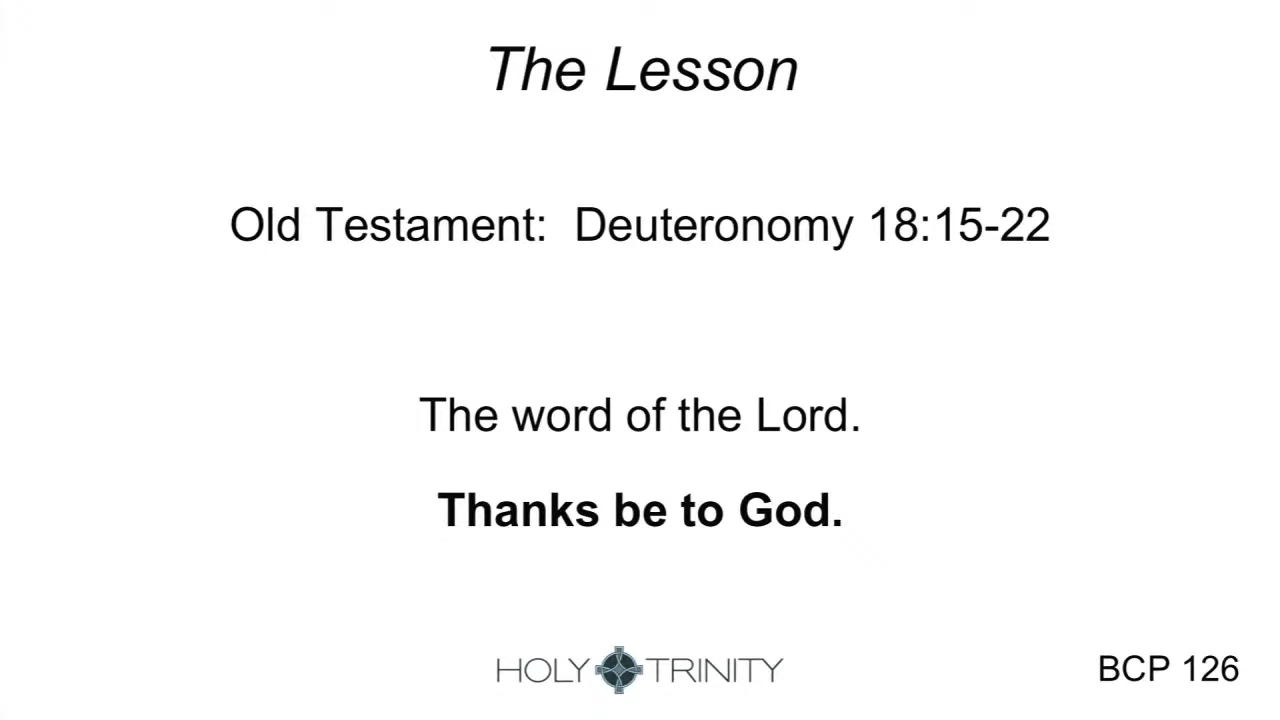 The Lesson
Old Testament: Deuteronomy 18:15-22
The word of the Lord.
Thanks be to God.
HOLY TRINITY
BCP 126